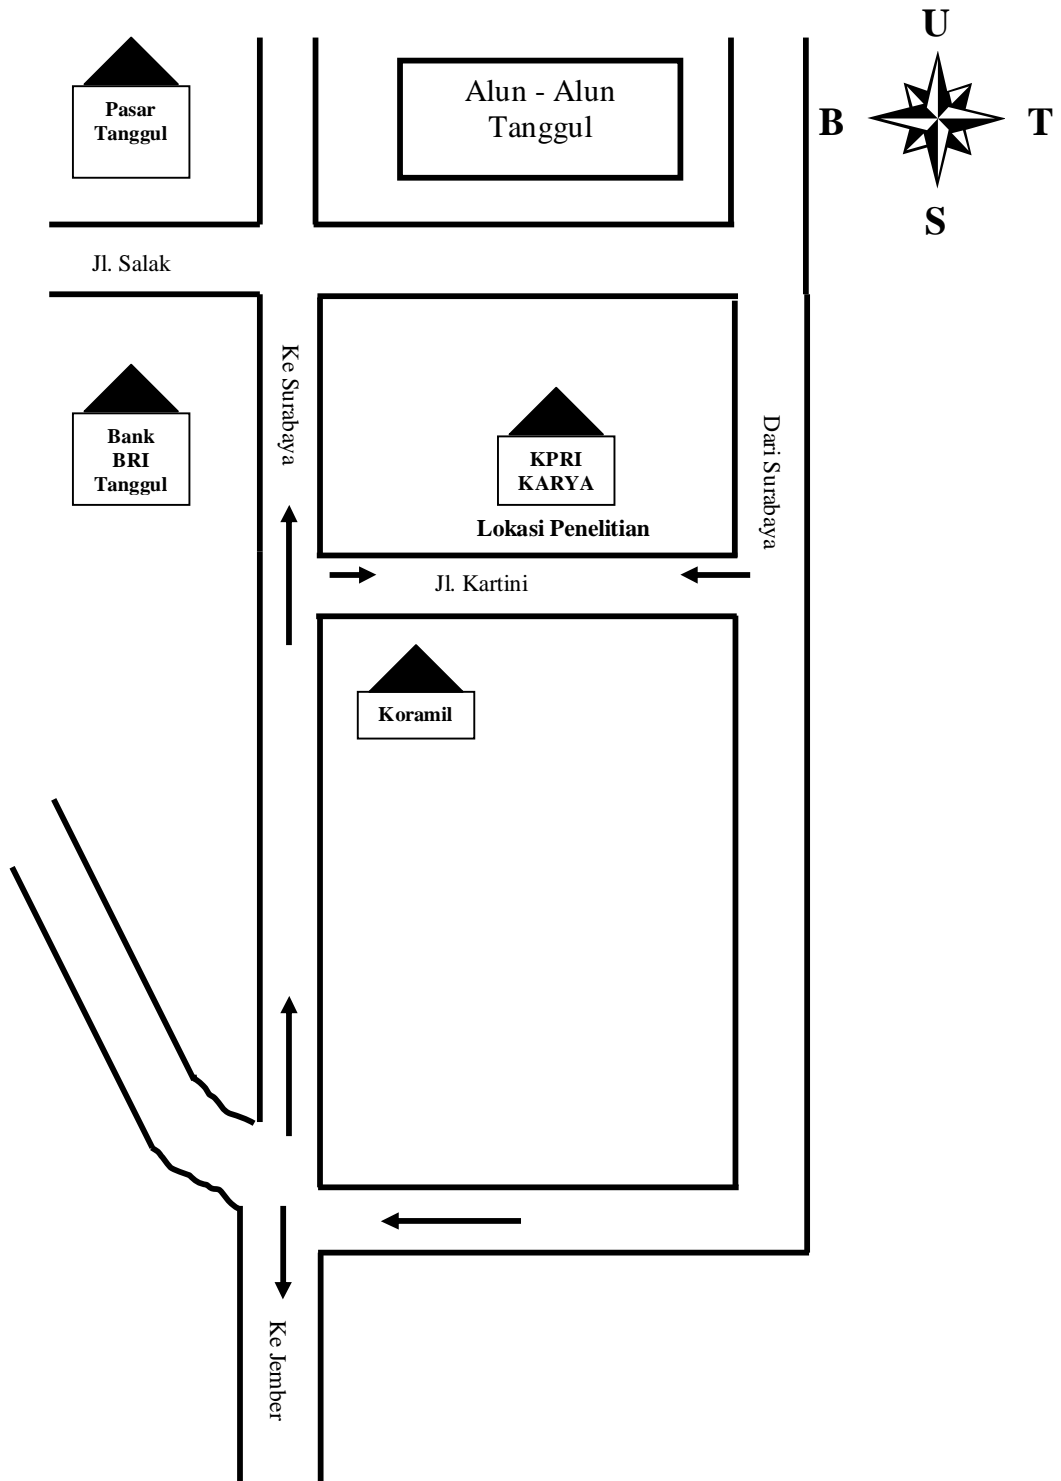 U
Pasar
Tanggul
Alun - Alun
Tanggul
B
T
S
Jl. Salak
Ke Surabaya
Bank
BRI
Tanggul
KPRI
KARYA
Lokasi Penelitian
Dari Surabaya
Jl. Kartini
Koramil
Ke Jember